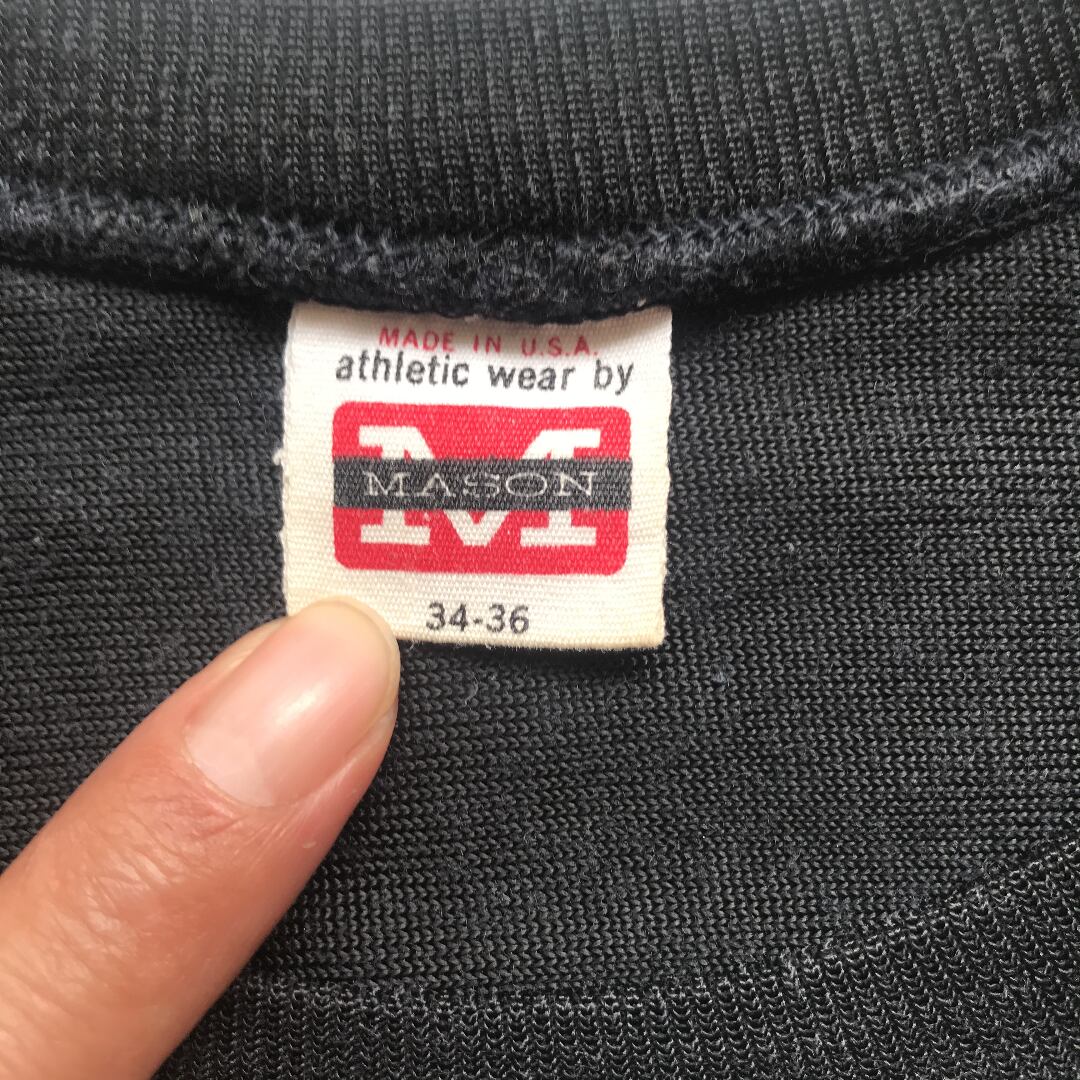 MADE IN U.S.A.
athletic wear by
M
MASON
34-36